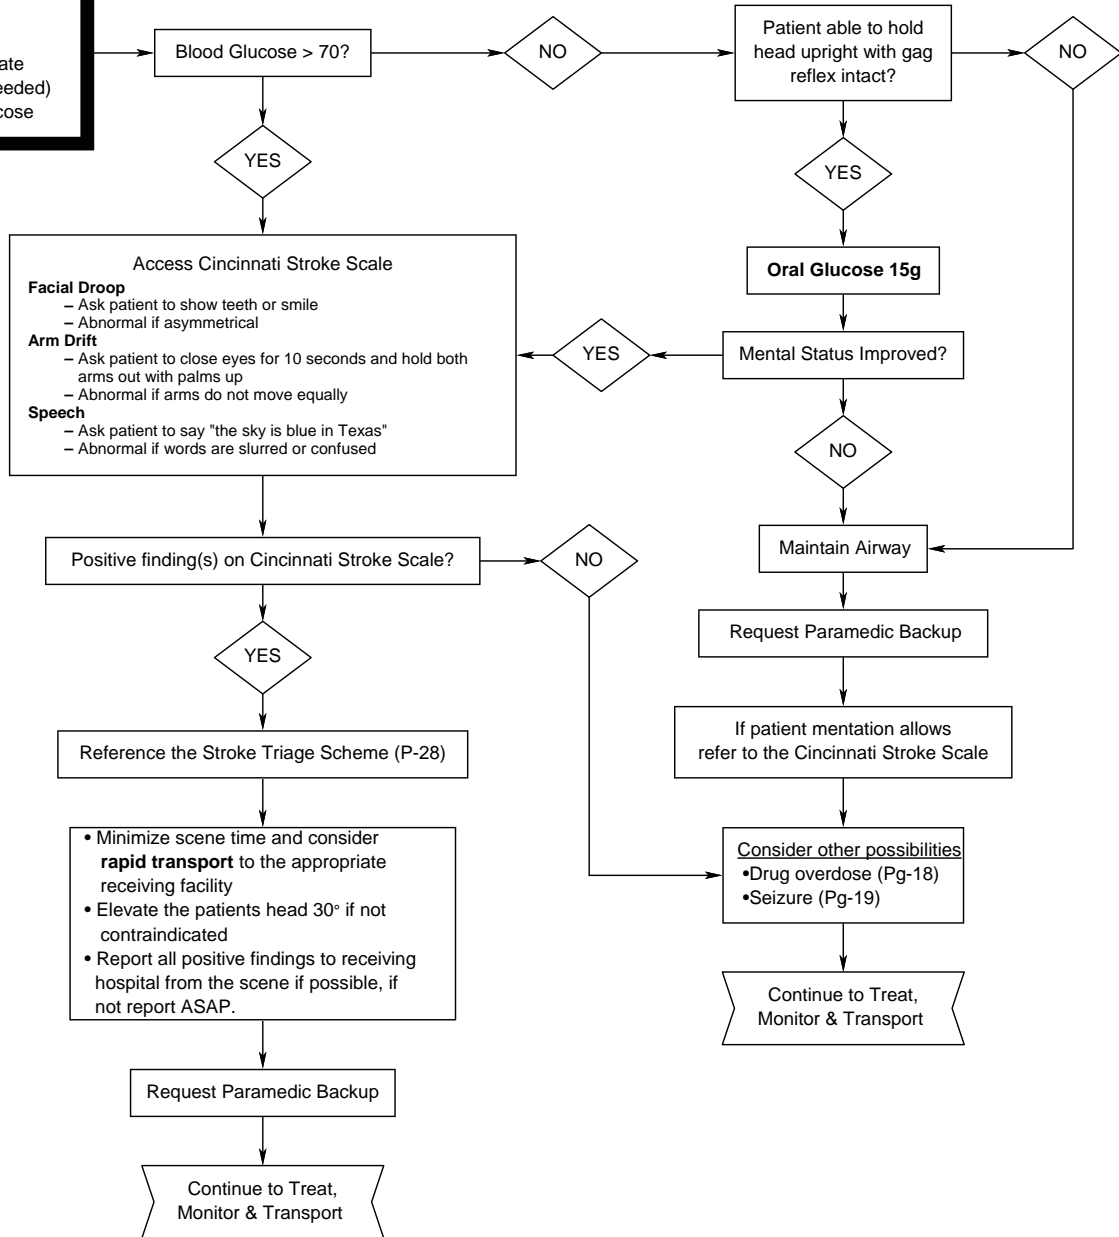 ate
eeded)
cose
Blood Glucose > 70?
NO
Patient able to hold
head upright with gag
reflex intact?
NO
YES
YES
Oral Glucose 15g
Access Cincinnati Stroke Scale
Facial Droop
– Ask patient to show teeth or smile
– Abnormal if asymmetrical
Arm Drift
– Ask patient to close eyes for 10 seconds and hold both
arms out with palms up
– Abnormal if arms do not move equally
Speech
– Ask patient to say "the sky is blue in Texas"
– Abnormal if words are slurred or confused
YES
Mental Status Improved?
NO
Positive finding(s) on Cincinnati Stroke Scale?
NO
Maintain Airway
YES
Request Paramedic Backup
Reference the Stroke Triage Scheme (P-28)
If patient mentation allows
refer to the Cincinnati Stroke Scale
• Minimize scene time and consider
rapid transport to the appropriate
receiving facility
• Elevate the patients head 30° if not
contraindicated
• Report all positive findings to receiving
hospital from the scene if possible, if
not report ASAP.
Consider other possibilities
•Drug overdose (Pg-18)
•Seizure (Pg-19)
Continue to Treat,
Monitor & Transport
Request Paramedic Backup
Continue to Treat,
Monitor & Transport